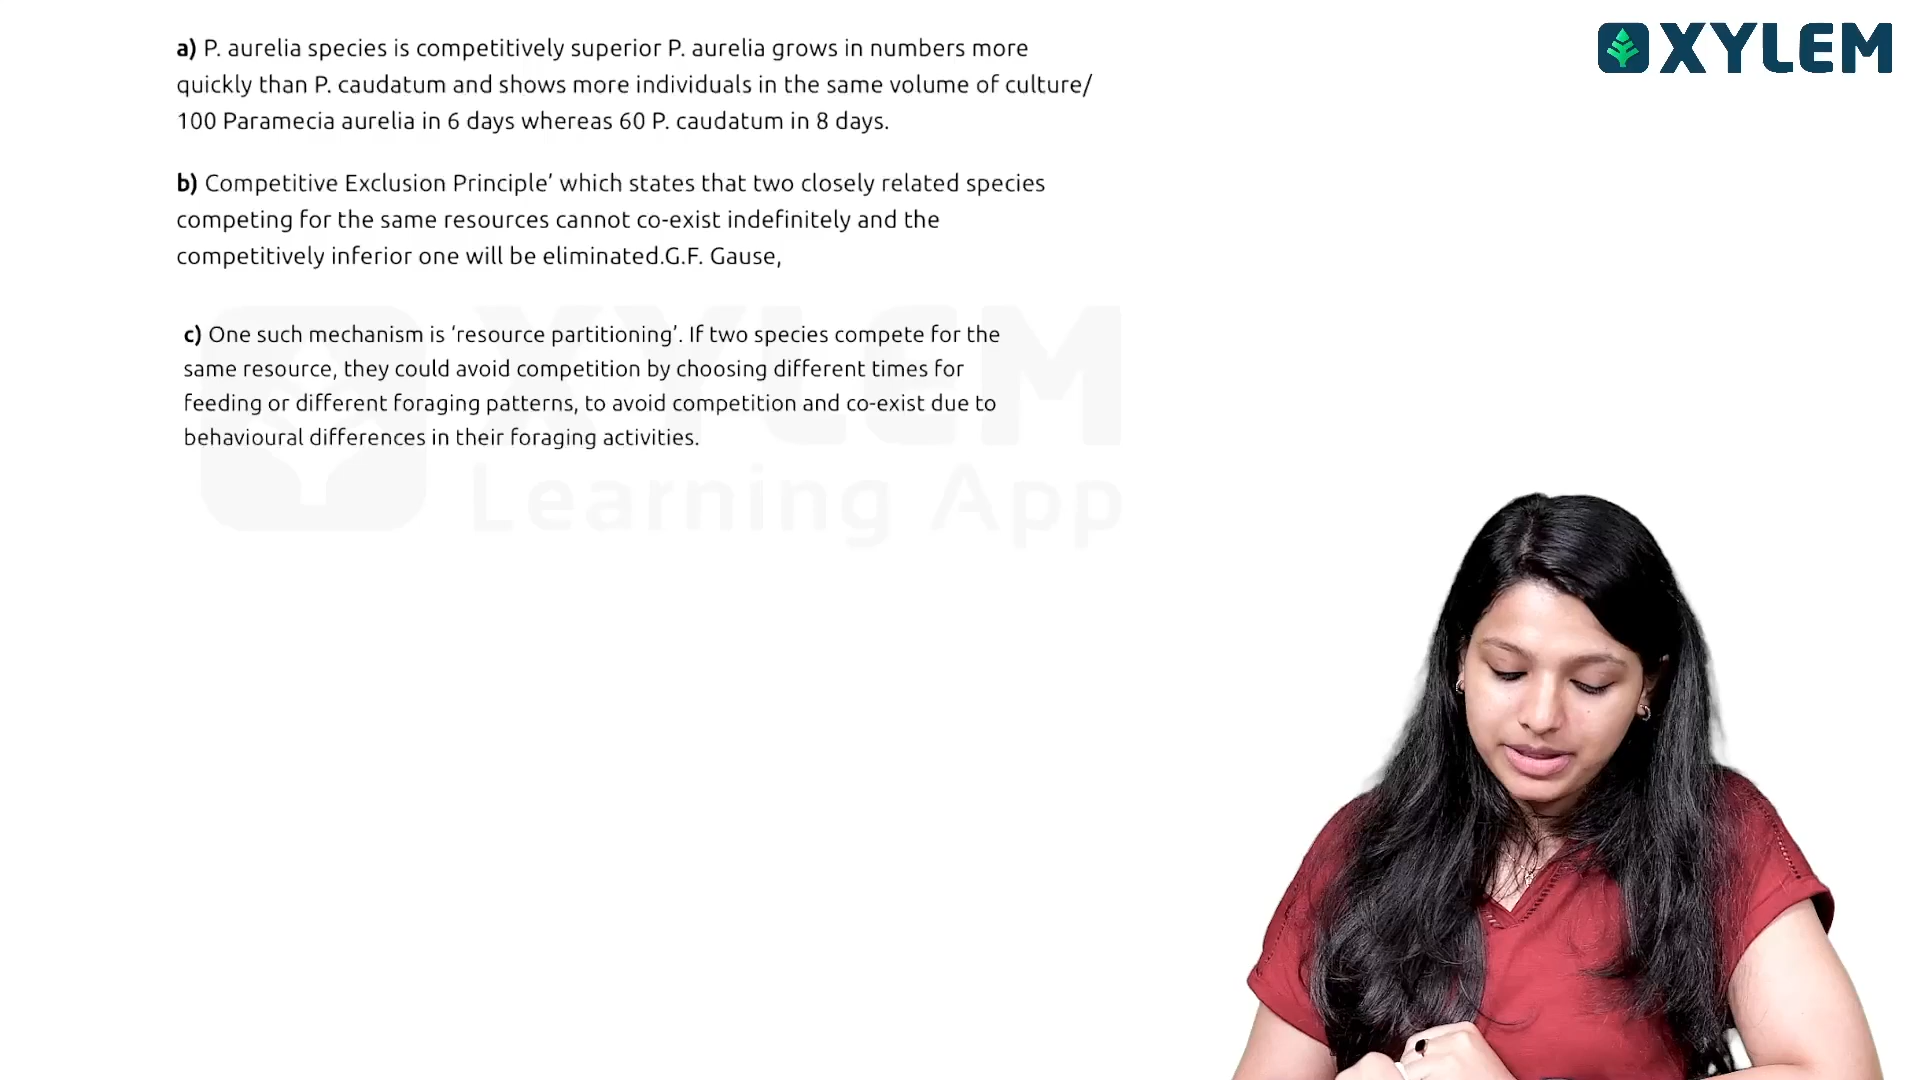 XYLEM
a) P. aurelia species is competitively superior P. aurelia grows in numbers more
quickly than P. caudatum and shows more individuals in the same volume of culture/
100 Paramecia aurelia in 6 days whereas 60 P. caudatum in 8 days.
b) Competitive Exclusion Principle’ which states that two closely related species
competing for the same resources cannot co-exist indefinitely and the
competitively inferior one will be eliminated.G.F. Gause,
c) One such mechanism is ‘resource partitioning’. If two species compete for the
same resource, they could avoid competition by choosing different times for
feeding or different foraging patterns, to avoid competition and co-exist due to
behavioural differences in their foraging activities.
XYLEM
Learning App